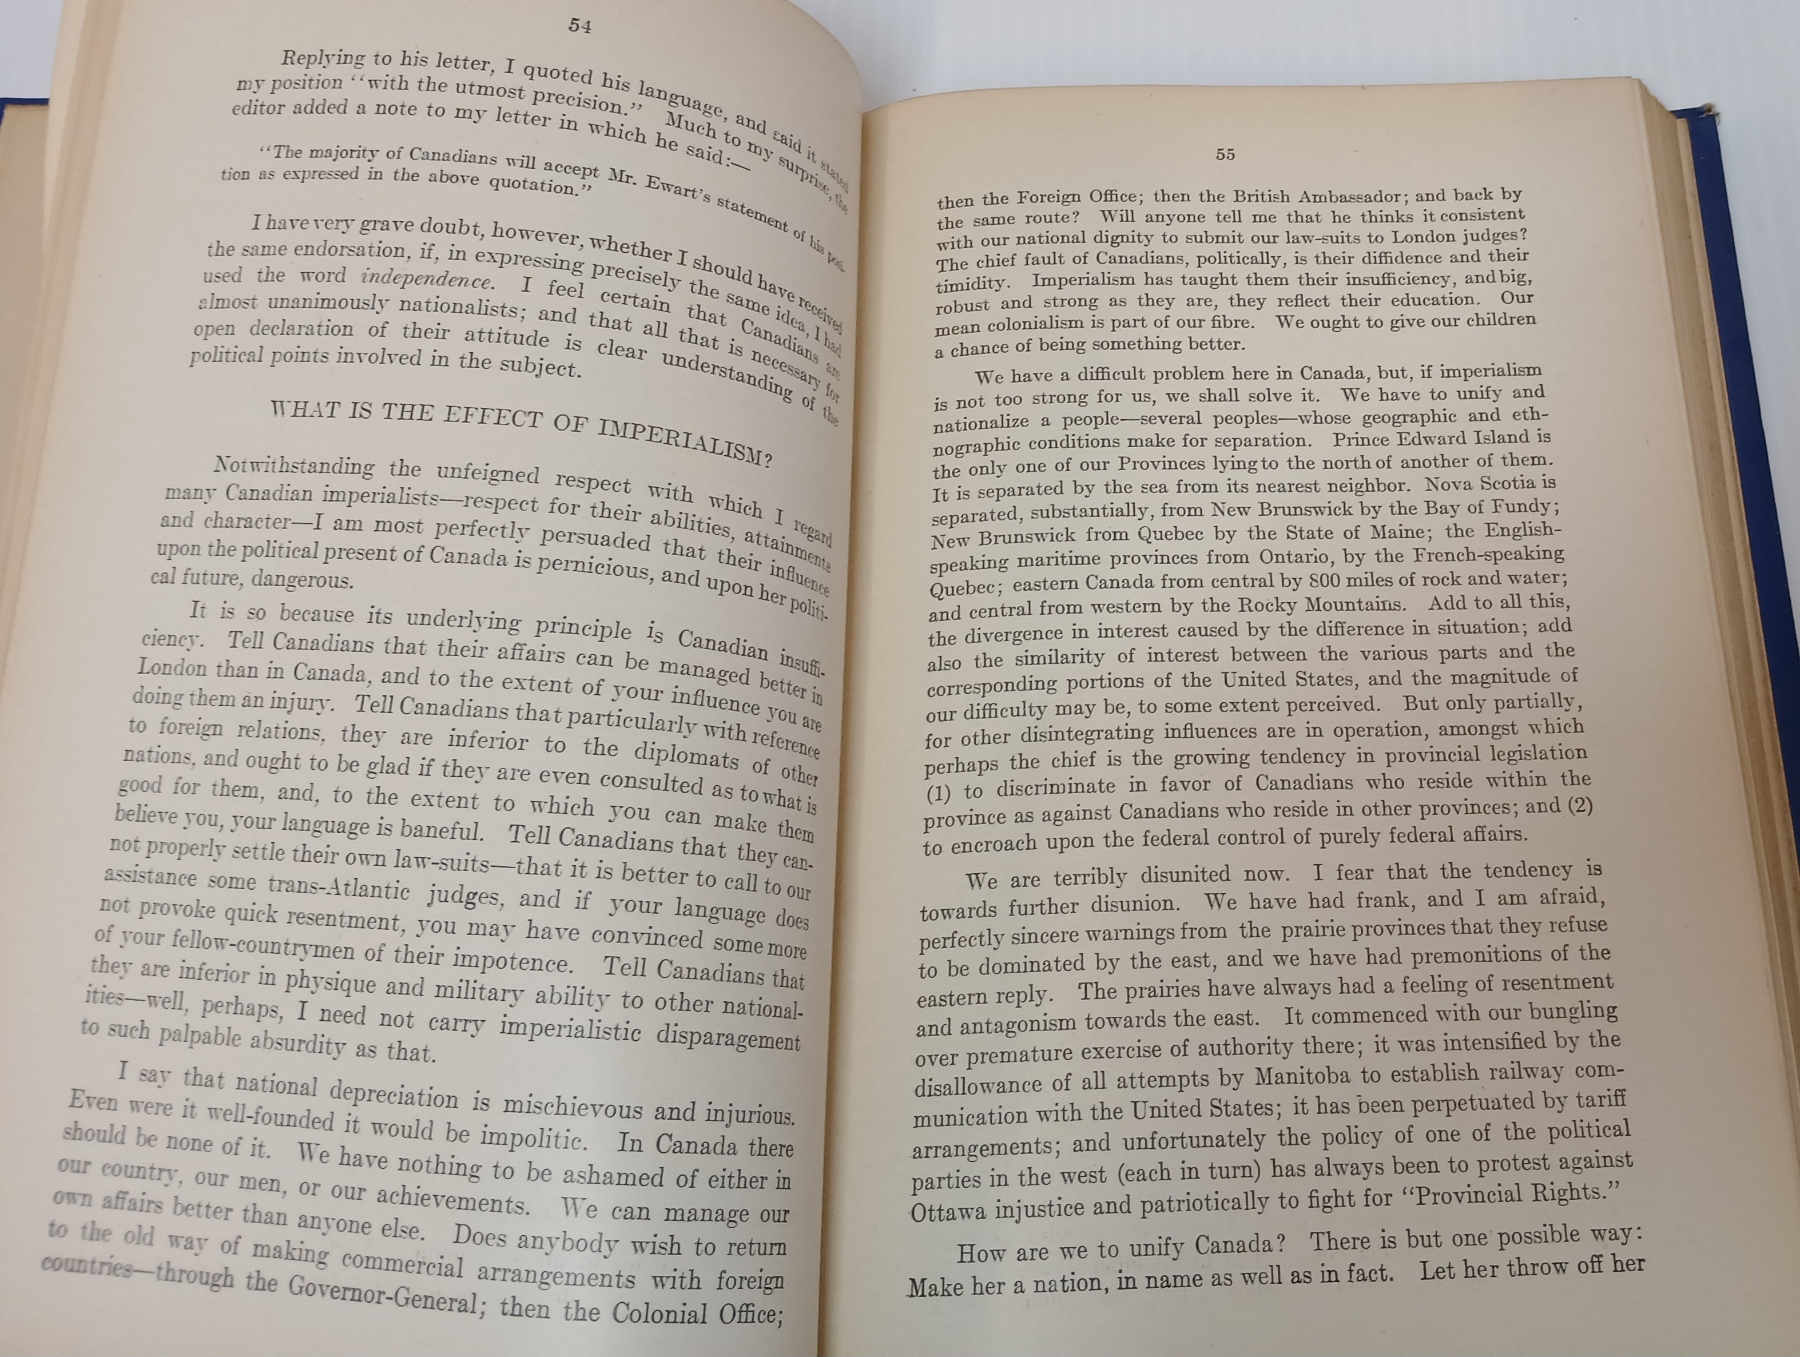 54
Replying to his letter, I quoted his language, and said it stated
my position "with the utmost precision." Much to my surprise, the
editor added a note to my letter in which he said:—
"The majority of Canadians will accept Mr. Ewart's statement of his posi-
tion as expressed in the above quotation."
I have very grave doubt, however, whether I should have received
the same endorsation, if, in expressing precisely the same idea, I had
used the word independence. I feel certain that Canadians are
almost unanimously nationalists; and that all that is necessary for
open declaration of their attitude is clear understanding of the
political points involved in the subject.
WHAT IS THE EFFECT OF IMPERIALISM?
Notwithstanding the unfeigned respect with which I regard
many Canadian imperialists—respect for their abilities, attainments
and character—I am most perfectly persuaded that their influence
upon the political present of Canada is pernicious, and upon her politi-
cal future, dangerous.
It is so because its underlying principle is Canadian insuffi-
ciency. Tell Canadians that their affairs can be managed better in
London than in Canada, and to the extent of your influence you are
doing them an injury. Tell Canadians that particularly with reference
to foreign relations, they are inferior to the diplomats of other
nations, and ought to be glad if they are even consulted as to what is
good for them, and, to the extent to which you can make them
believe you, your language is baneful. Tell Canadians that they can-
not properly settle their own law-suits—that it is better to call to our
assistance some trans-Atlantic judges, and if your language does
not provoke quick resentment, you may have convinced some more
of your fellow-countrymen of their impotence. Tell Canadians that
they are inferior in physique and military ability to other national-
ities—well, perhaps, I need not carry imperialistic disparagement
to such palpable absurdity as that.
I say that national depreciation is mischievous and injurious.
Even were it well-founded it would be impolitic. In Canada there
should be none of it. We have nothing to be ashamed of either in
our country, our men, or our achievements. We can manage our
own affairs better than anyone else. Does anybody wish to return
to the old way of making commercial arrangements with foreign
countries—through the Governor-General; then the Colonial Office;
55
then the Foreign Office; then the British Ambassador; and back by
the same route? Will anyone tell me that he thinks it consistent
with our national dignity to submit our law-suits to London judges?
The chief fault of Canadians, politically, is their diffidence and their
timidity. Imperialism has taught them their insufficiency, and big,
robust and strong as they are, they reflect their education. Our
mean colonialism is part of our fibre. We ought to give our children
a chance of being something better.
We have a difficult problem here in Canada, but, if imperialism
is not too strong for us, we shall solve it. We have to unify and
nationalize a people—several peoples—whose geographic and eth-
nographic conditions make for separation. Prince Edward Island is
the only one of our Provinces lying to the north of another of them.
It is separated by the sea from its nearest neighbor. Nova Scotia is
separated, substantially, from New Brunswick by the Bay of Fundy;
New Brunswick from Quebec by the State of Maine; the English-
speaking maritime provinces from Ontario, by the French-speaking
Quebec; eastern Canada from central by 800 miles of rock and water;
and central from western by the Rocky Mountains. Add to all this,
the divergence in interest caused by the difference in situation; add
also the similarity of interest between the various parts and the
corresponding portions of the United States, and the magnitude of
our difficulty may be, to some extent perceived. But only partially,
for other disintegrating influences are in operation, amongst which
perhaps the chief is the growing tendency in provincial legislation
(1) to discriminate in favor of Canadians who reside within the
province as against Canadians who reside in other provinces; and (2)
to encroach upon the federal control of purely federal affairs.
We are terribly disunited now. I fear that the tendency is
towards further disunion. We have had frank, and I am afraid,
perfectly sincere warnings from the prairie provinces that they refuse
to be dominated by the east, and we have had premonitions of the
eastern reply. The prairies have always had a feeling of resentment
and antagonism towards the east. It commenced with our bungling
over premature exercise of authority there; it was intensified by the
disallowance of all attempts by Manitoba to establish railway com-
munication with the United States; it has been perpetuated by tariff
arrangements; and unfortunately the policy of one of the political
parties in the west (each in turn) has always been to protest against
Ottawa injustice and patriotically to fight for "Provincial Rights."
How are we to unify Canada? There is but one possible way:
Make her a nation, in name as well as in fact. Let her throw off her